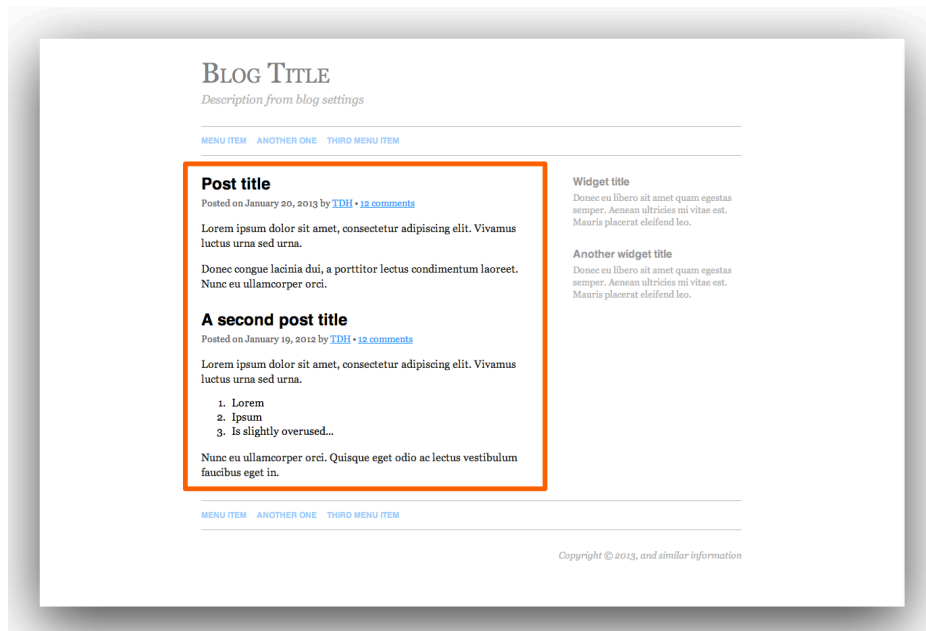 Blog Title
Description from blog settings
MENU ITEM ANOTHER ONE THIRD MENU ITEM
Post title
Posted on January 20, 2013 by TDH • 12 comments
Lorem ipsum dolor sit amet, consectetur adipiscing elit. Vivamus
luctus urna sed urna.
Donec congue lacinia dui, a porttitor lectus condimentum laoreet.
Nunc eu ullamcorper orci.
A second post title
Posted on January 19, 2012 by TDH • 12 comments
Lorem ipsum dolor sit amet, consectetur adipiscing elit. Vivamus
luctus urna sed urna.
1. Lorem
2. Ipsum
3. Is slightly overused...
Nunc eu ullamcorper orci. Quisque eget odio ac lectus vestibulum
faucibus eget in.
Widget title
Donec eu libero sit amet quam egestas
semper. Aenean ultricies mi vitae est.
Mauris placerat eleifend leo.
Another widget title
Donec eu libero sit amet quam egestas
semper. Aenean ultricies mi vitae est.
Mauris placerat eleifend leo.
MENU ITEM ANOTHER ONE THIRD MENU ITEM
Copyright © 2013, and similar information